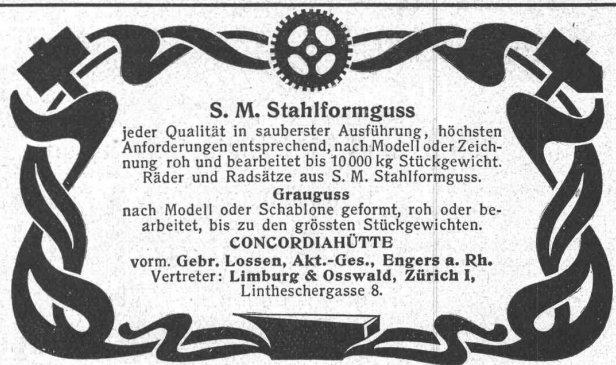 S. M. Stahlformguss
jeder Qualität in sauberster Ausführung, höchsten
Anforderungen entsprechend, nach Modell oder Zeich-
nung roh und bearbeitet bis 10000 kg Stückgewicht.
Räder und Radsätze aus S. M. Stahlformguss.
Grauguss
nach Modell oder Schablone geformt, roh oder be-
arbeitet, bis zu den grössten Stückgewichten.
CONCORDIAHÜTTE
vorm. Gebr. Lossen, Akt.-Ges., Engers a. Rh.
Vertreter: Limburg & Osswald, Zürich I,
Lintheschergasse 8.